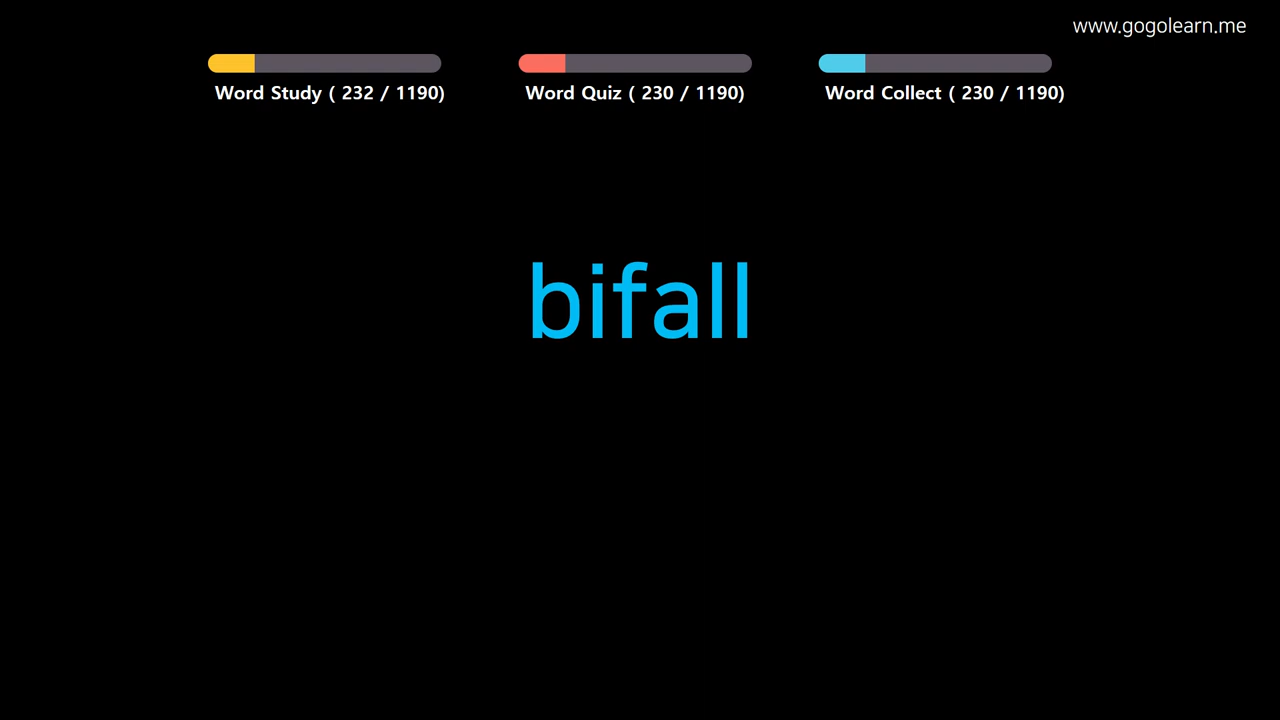 www.gogolearn.me
Word Study ( 232 / 1190)
Word Quiz ( 230 / 1190)
Word Collect ( 230 / 1190)
bifall